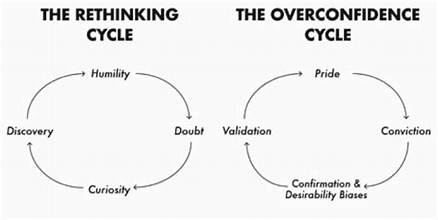 THE RETHINKING
CYCLE
Humility
Discovery
Doubt
Curiosity
THE OVERCONFIDENCE
CYCLE
Pride
Validation
Conviction
Confirmation &
Desirability Biases